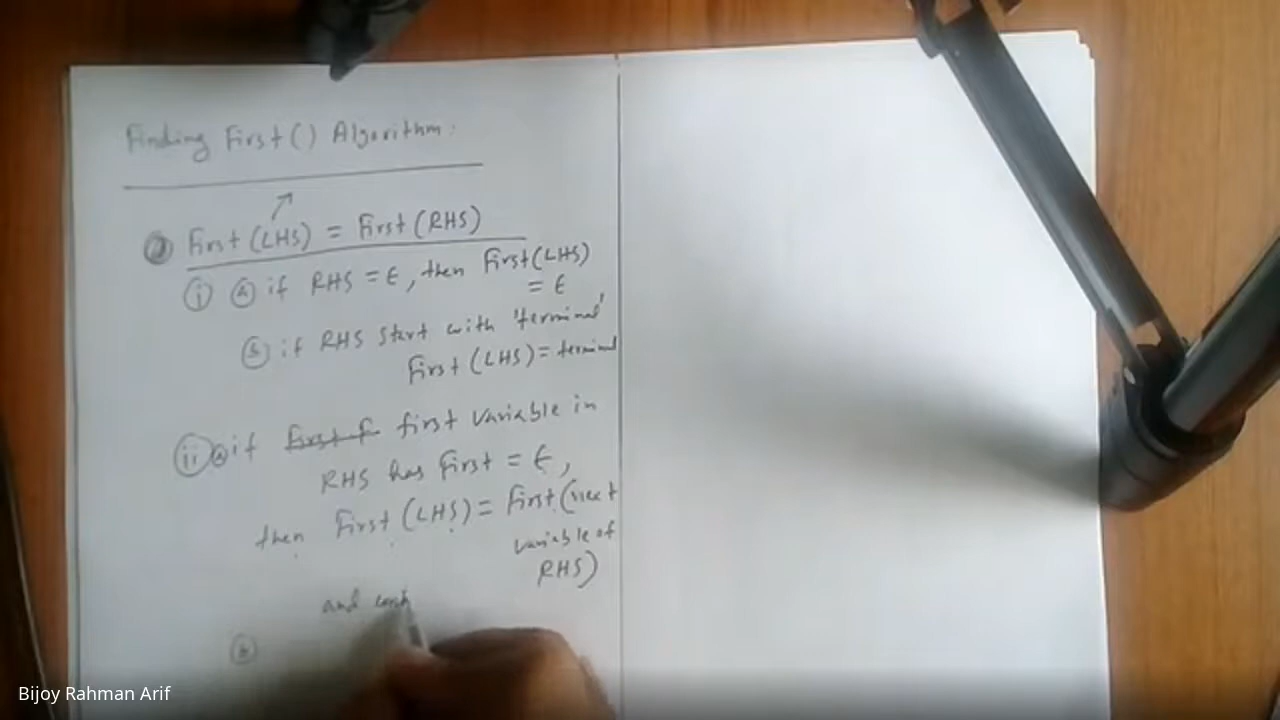 Finding First() Algorithm:
First (LHS) = First (RHS)
(i) (a) if RHS = ϵ, then First(LHS)
= ϵ
(b) if RHS start with 'terminal'
First (LHS) = terminal
(ii) (a) if first variable in
RHS has First = ϵ,
then First (LHS) = First (next
variable of
RHS)
and
(b)
Bijoy Rahman Arif